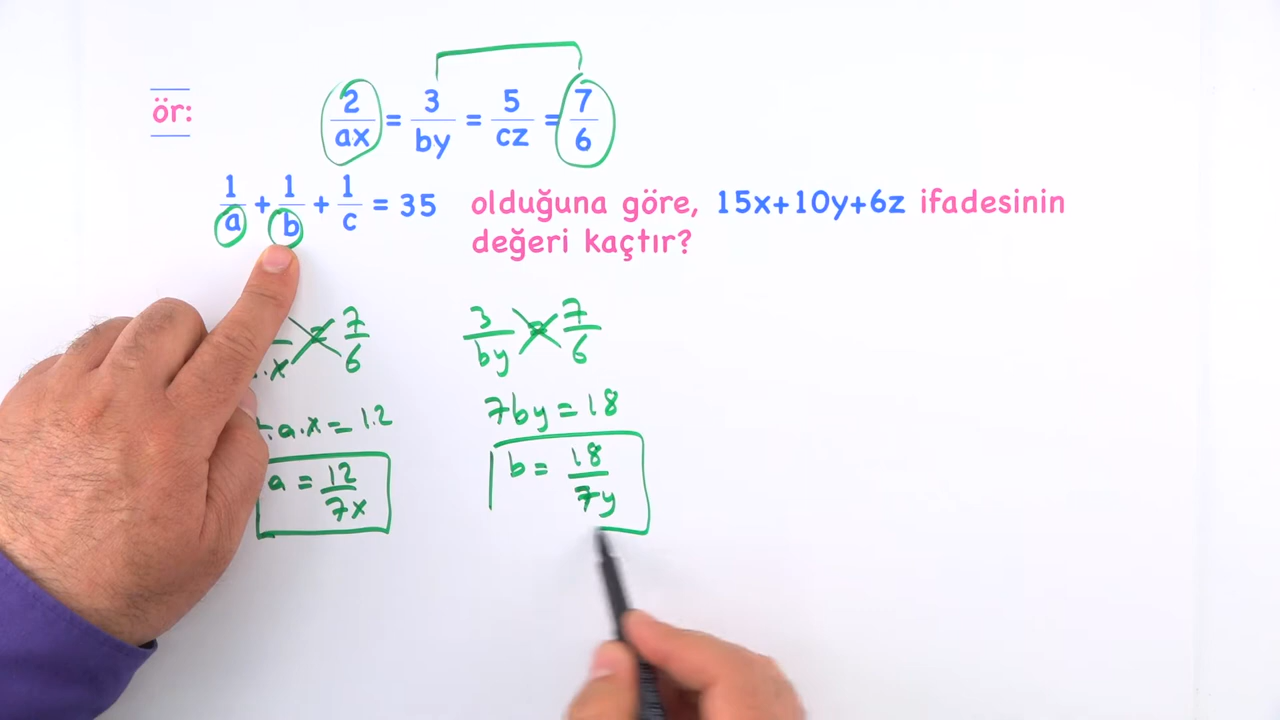 ör: 2/ax = 3/by = 5/cz = 7/6
1/a + 1/b + 1/c = 35 olduğuna göre, 15x+10y+6z ifadesinin
değeri kaçtır?
.x = 7/6 3/by = 7/6
.a.x = 12 7by = 18
a = 12/7x b = 18/7y